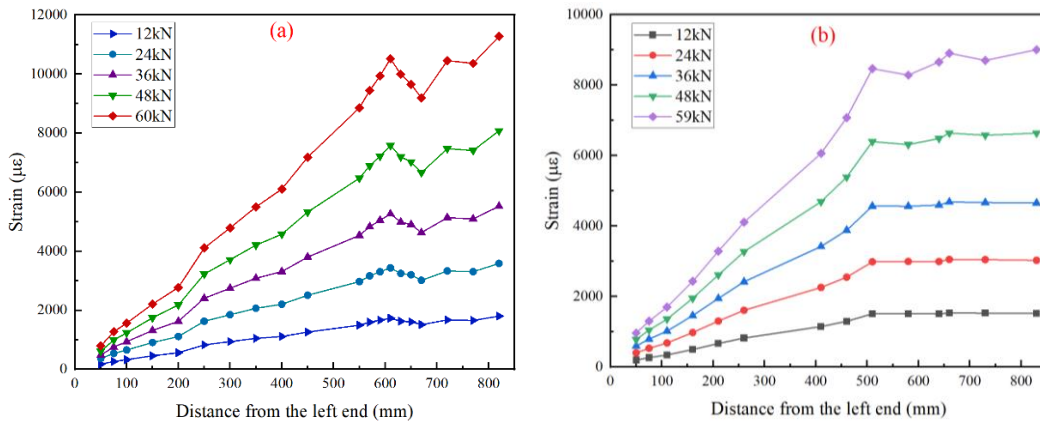 (a)
12kN
24kN
36kN
48kN
60kN
Strain (με)
12000
10000
8000
6000
4000
2000
0
0 100 200 300 400 500 600 700 800
Distance from the left end (mm)
(b)
12kN
24kN
36kN
48kN
59kN
Strain (με)
10000
8000
6000
4000
2000
0
0 100 200 300 400 500 600 700 800
Distance from the left end (mm)